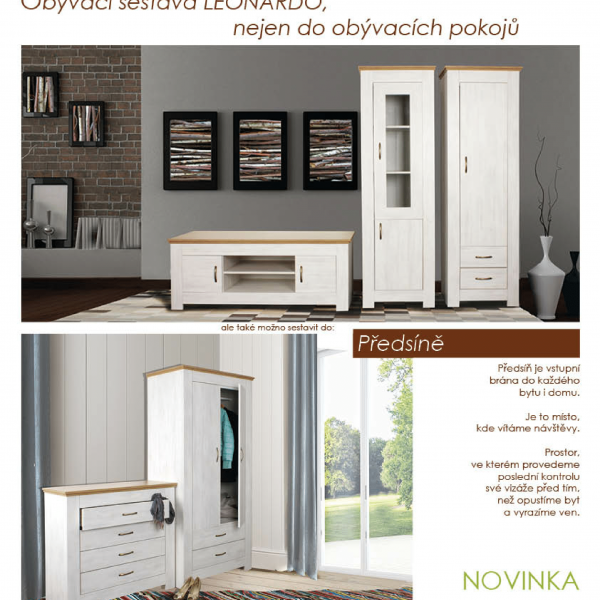 Obývací sestava LEONARDO,
nejen do obývacích pokojů
ale také možno sestavit do:
Předsíně
Předsíň je vstupní
brána do každého
bytu i domu.
Je to místo,
kde vítáme návštěvy.
Prostor,
ve kterém provedeme
poslední kontrolu
své vizáže před tím,
než opustíme byt
a vyrazíme ven.
NOVINKA